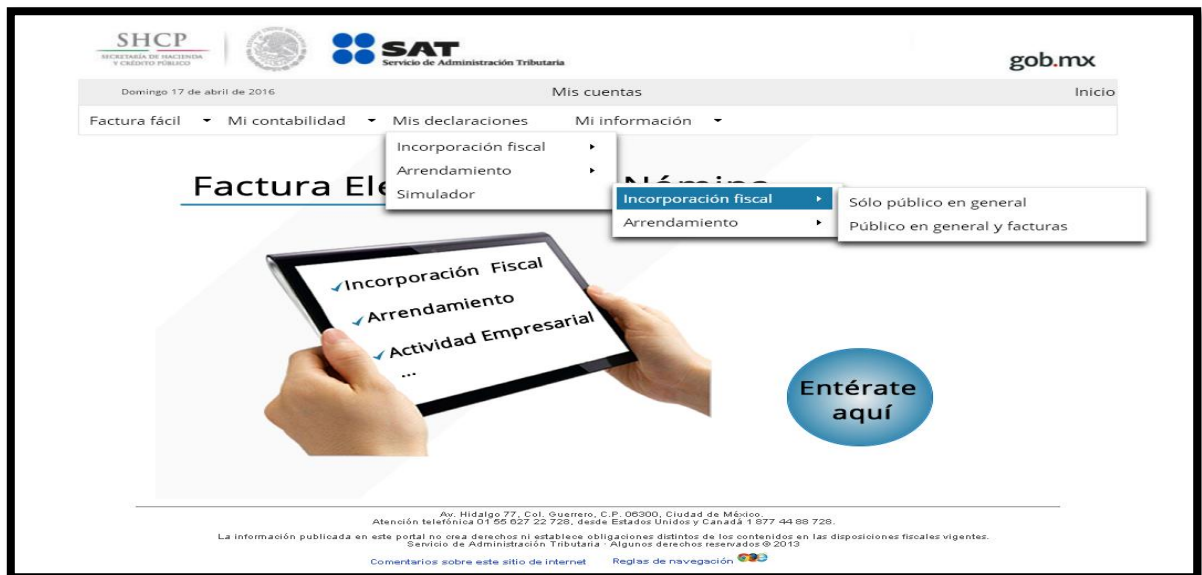 SHCP
SECRETARÍA DE HACIENDA
Y CRÉDITO PÚBLICO
SAT
Servicio de Administración Tributaria
gob.mx
Domingo 17 de abril de 2016
Mis cuentas
Inicio
Factura fácil
Mi contabilidad
Mis declaraciones
Mi información
Incorporación fiscal
Arrendamiento
Simulador
Incorporación fiscal
Arrendamiento
Sólo público en general
Público en general y facturas
Factura
Incorporación Fiscal
Arrendamiento
Actividad Empresarial
...
Entérate
aquí
Av. Hidalgo 77, Col. Guerrero, C.P. 06300, Ciudad de México.
Atención telefónica 01 55 627 22 728, desde Estados Unidos y Canadá 1 877 44 88 728.
La información publicada en este portal no crea derechos ni establece obligaciones distintos de los contenidos en las disposiciones fiscales vigentes.
Servicio de Administración Tributaria · Algunos derechos reservados © 2013
Comentarios sobre este sitio de internet Reglas de navegación